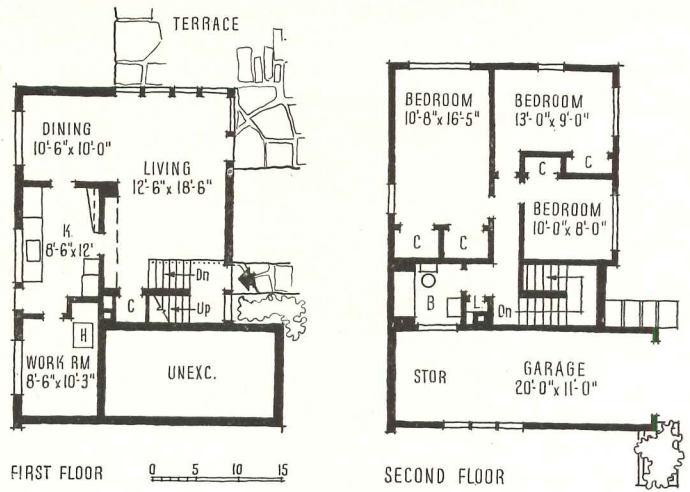 TERRACE
DINING
10'-6" x 10'-0"
LIVING
12'-6" x 18'-6"
K.
8'-6" x 12'
Dn
C
Up
H
WORK RM
8'-6" x 10'-3"
UNEXC.
FIRST FLOOR
0 5 10 15
BEDROOM
10'-8" x 16'-5"
BEDROOM
13'-0" x 9'-0"
C
C
BEDROOM
10'-0" x 8'-0"
C
C
B
L
Dn
STOR
GARAGE
20'-0" x 11'-0"
SECOND FLOOR